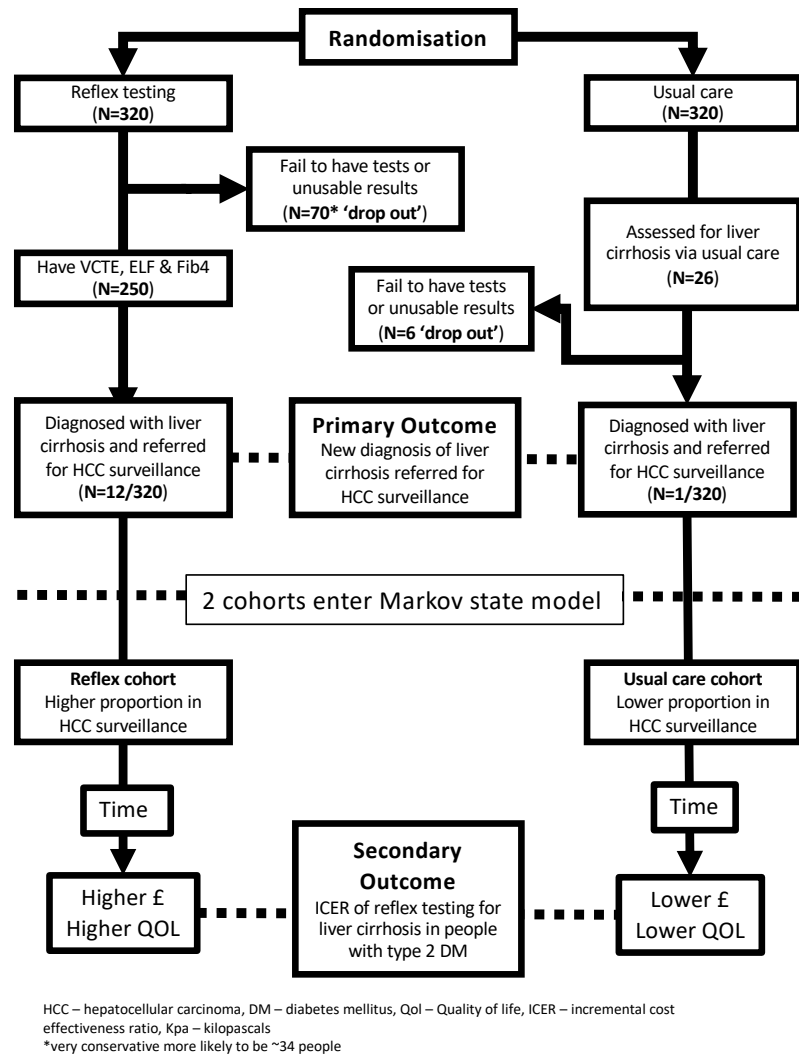 Randomisation
Reflex testing
(N=320)
Usual care
(N=320)
Fail to have tests or
unusable results
(N=70* ‘drop out’)
Assessed for liver
cirrhosis via usual care
(N=26)
Have VCTE, ELF & Fib4
(N=250)
Fail to have tests
or unusable results
(N=6 ‘drop out’)
Diagnosed with liver
cirrhosis and referred
for HCC surveillance
(N=12/320)
Primary Outcome
New diagnosis of liver
cirrhosis referred for
HCC surveillance
Diagnosed with liver
cirrhosis and referred
for HCC surveillance
(N=1/320)
2 cohorts enter Markov state model
Reflex cohort
Higher proportion in
HCC surveillance
Usual care cohort
Lower proportion in
HCC surveillance
Time
Time
Higher £
Higher QOL
Secondary
Outcome
ICER of reflex testing for
liver cirrhosis in people
with type 2 DM
Lower £
Lower QOL
HCC – hepatocellular carcinoma, DM – diabetes mellitus, Qol – Quality of life, ICER – incremental cost
effectiveness ratio, Kpa – kilopascals
*very conservative more likely to be ~34 people